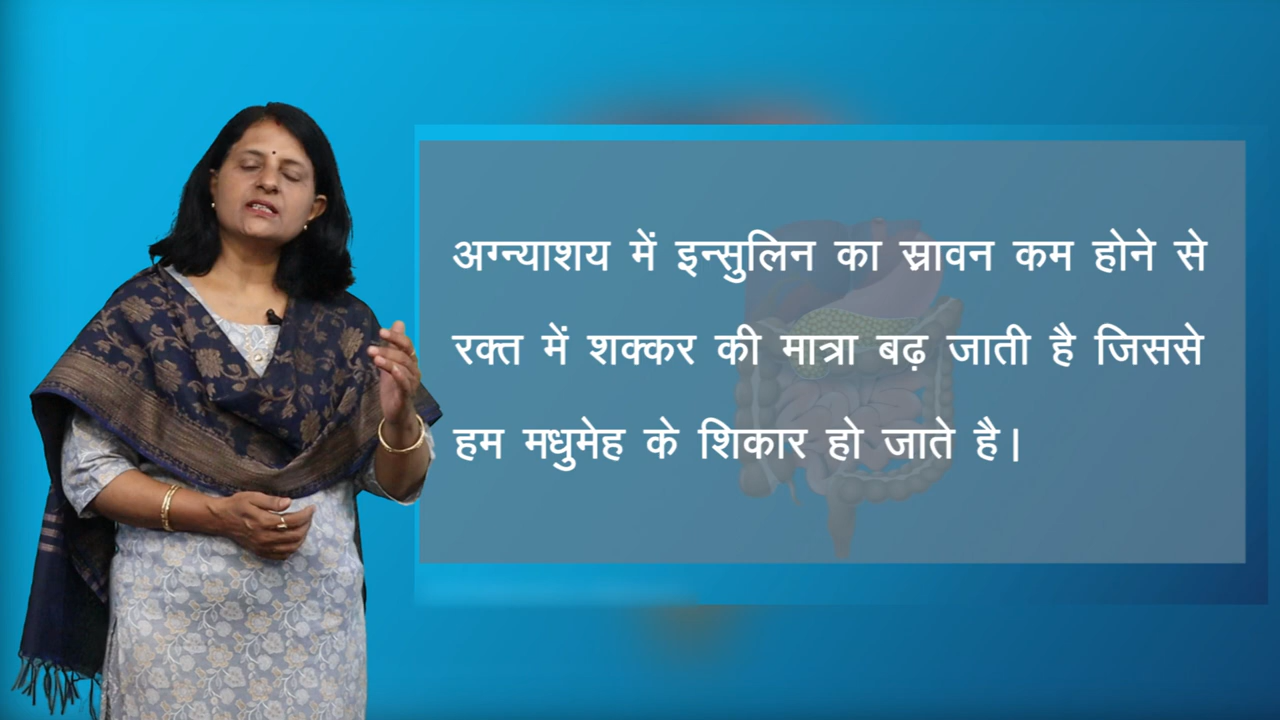 अग्न्याशय में इन्सुलिन का स्रावन कम होने से
रक्त में शक्कर की मात्रा बढ़ जाती है जिससे
हम मधुमेह के शिकार हो जाते है।